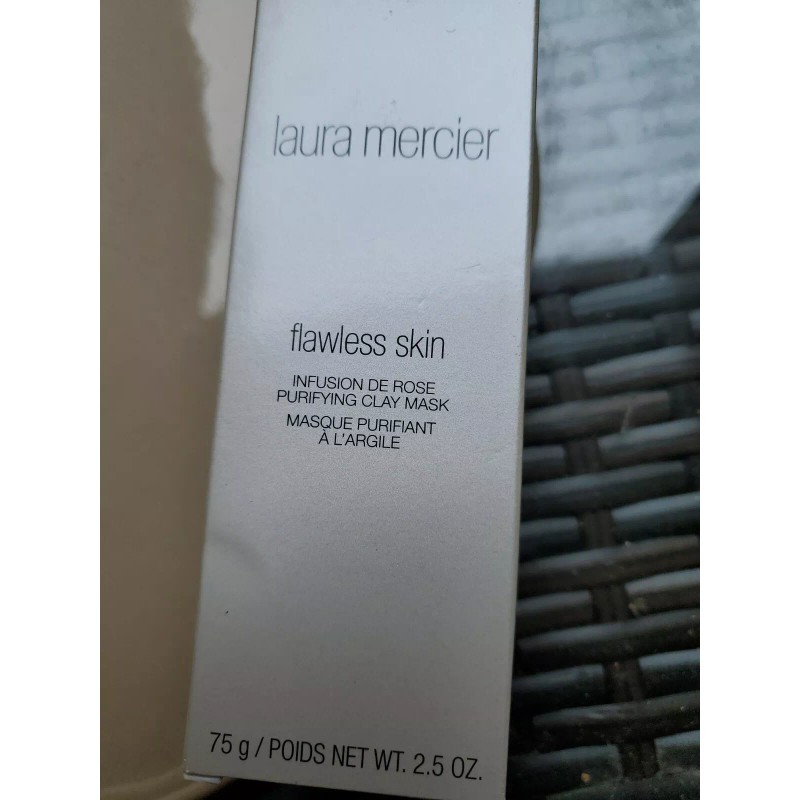 laura mercier
flawless skin
INFUSION DE ROSE
PURIFYING CLAY MASK
MASQUE PURIFIANT
À L'ARGILE
75 g / POIDS NET WT. 2.5 OZ.